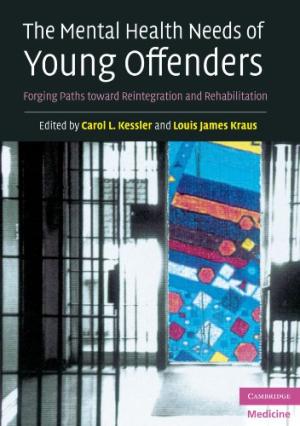 The Mental Health Needs of
Young Offenders
Forging Paths toward Reintegration and Rehabilitation
Edited by Carol L. Kessler and Louis James Kraus
CAMBRIDGE
Medicine